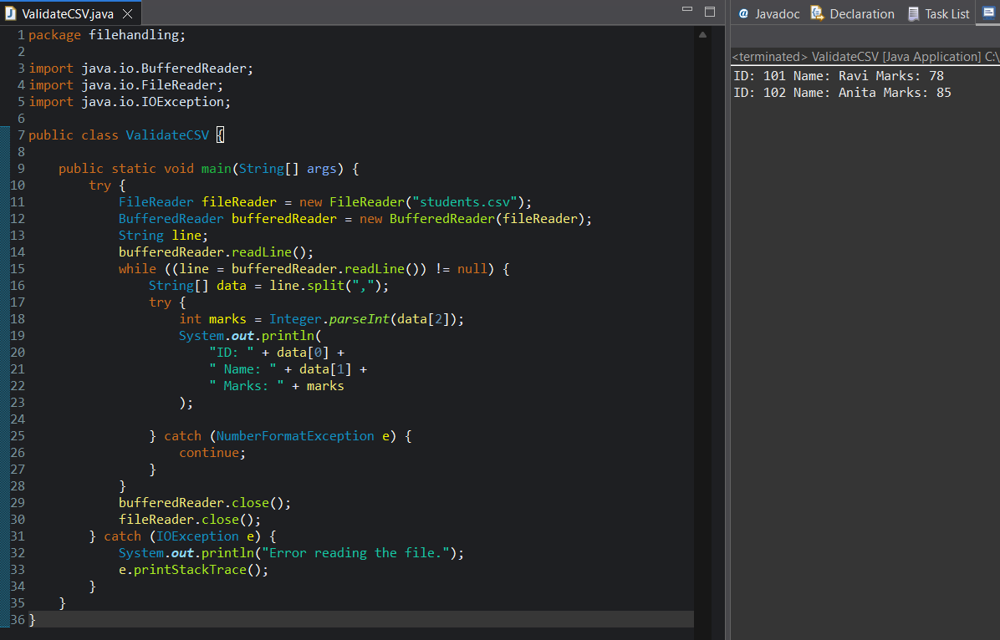 ValidateCSV.java
1 package filehandling;
2
3 import java.io.BufferedReader;
4 import java.io.FileReader;
5 import java.io.IOException;
6
7 public class ValidateCSV {
8
9     public static void main(String[] args) {
10         try {
11             FileReader fileReader = new FileReader("students.csv");
12             BufferedReader bufferedReader = new BufferedReader(fileReader);
13             String line;
14             bufferedReader.readLine();
15             while ((line = bufferedReader.readLine()) != null) {
16                 String[] data = line.split(",");
17                 try {
18                     int marks = Integer.parseInt(data[2]);
19                     System.out.println(
20                         "ID: " + data[0] +
21                         " Name: " + data[1] +
22                         " Marks: " + marks
23                     );
24
25                 } catch (NumberFormatException e) {
26                     continue;
27                 }
28             }
29             bufferedReader.close();
30             fileReader.close();
31         } catch (IOException e) {
32             System.out.println("Error reading the file.");
33             e.printStackTrace();
34         }
35     }
36 }
@ Javadoc Declaration Task List
<terminated> ValidateCSV [Java Application] C:\
ID: 101 Name: Ravi Marks: 78
ID: 102 Name: Anita Marks: 85